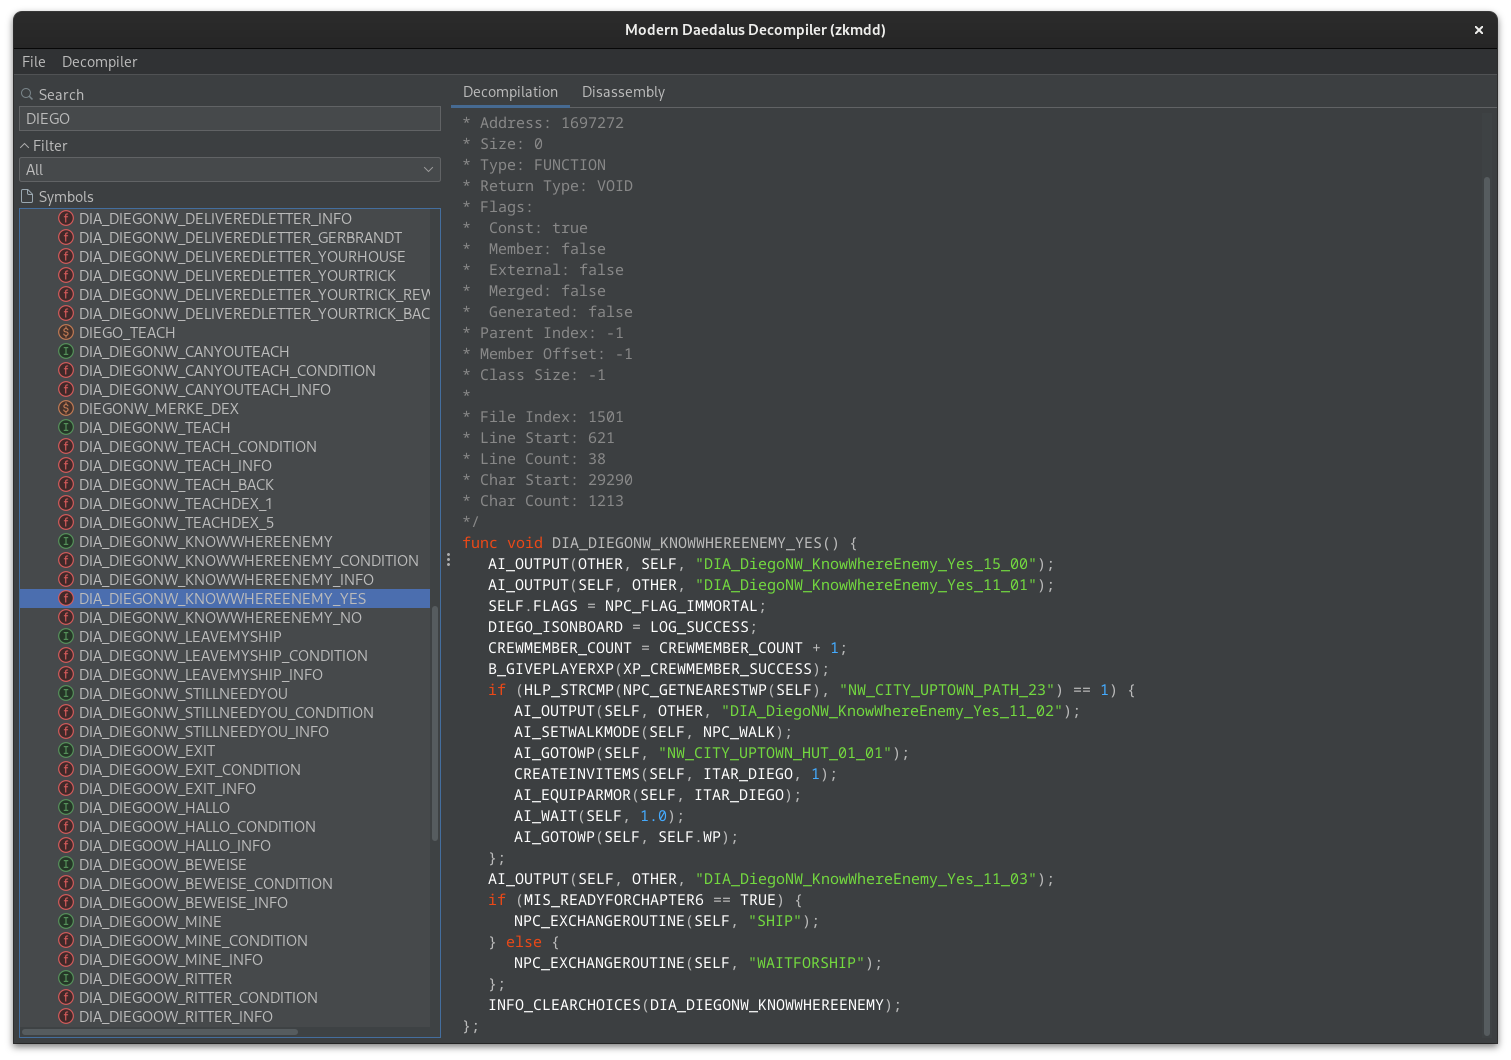 Modern Daedalus Decompiler (zkmdd)
File Decompiler
Search
DIEGO
Filter
All
Symbols
DIA_DIEGONW_DELIVEREDLETTER_INFO
DIA_DIEGONW_DELIVEREDLETTER_GERBRANDT
DIA_DIEGONW_DELIVEREDLETTER_YOURHOUSE
DIA_DIEGONW_DELIVEREDLETTER_YOURTRICK
DIA_DIEGONW_DELIVEREDLETTER_YOURTRICK_REW
DIA_DIEGONW_DELIVEREDLETTER_YOURTRICK_BAC
DIEGO_TEACH
DIA_DIEGONW_CANYOUTEACH
DIA_DIEGONW_CANYOUTEACH_CONDITION
DIA_DIEGONW_CANYOUTEACH_INFO
DIEGONW_MERKE_DEX
DIA_DIEGONW_TEACH
DIA_DIEGONW_TEACH_CONDITION
DIA_DIEGONW_TEACH_INFO
DIA_DIEGONW_TEACH_BACK
DIA_DIEGONW_TEACHDEX_1
DIA_DIEGONW_TEACHDEX_5
DIA_DIEGONW_KNOWWHEREENEMY
DIA_DIEGONW_KNOWWHEREENEMY_CONDITION
DIA_DIEGONW_KNOWWHEREENEMY_INFO
DIA_DIEGONW_KNOWWHEREENEMY_YES
DIA_DIEGONW_KNOWWHEREENEMY_NO
DIA_DIEGONW_LEAVEMYSHIP
DIA_DIEGONW_LEAVEMYSHIP_CONDITION
DIA_DIEGONW_LEAVEMYSHIP_INFO
DIA_DIEGONW_STILLNEEDYOU
DIA_DIEGONW_STILLNEEDYOU_CONDITION
DIA_DIEGONW_STILLNEEDYOU_INFO
DIA_DIEGOOW_EXIT
DIA_DIEGOOW_EXIT_CONDITION
DIA_DIEGOOW_EXIT_INFO
DIA_DIEGOOW_HALLO
DIA_DIEGOOW_HALLO_CONDITION
DIA_DIEGOOW_HALLO_INFO
DIA_DIEGOOW_BEWEISE
DIA_DIEGOOW_BEWEISE_CONDITION
DIA_DIEGOOW_BEWEISE_INFO
DIA_DIEGOOW_MINE
DIA_DIEGOOW_MINE_CONDITION
DIA_DIEGOOW_MINE_INFO
DIA_DIEGOOW_RITTER
DIA_DIEGOOW_RITTER_CONDITION
DIA_DIEGOOW_RITTER_INFO
Decompilation Disassembly
* Address: 1697272
* Size: 0
* Type: FUNCTION
* Return Type: VOID
* Flags:
*  Const: true
*  Member: false
*  External: false
*  Merged: false
*  Generated: false
* Parent Index: -1
* Member Offset: -1
* Class Size: -1
*
* File Index: 1501
* Line Start: 621
* Line Count: 38
* Char Start: 29290
* Char Count: 1213
*/
func void DIA_DIEGONW_KNOWWHEREENEMY_YES() {
   AI_OUTPUT(OTHER, SELF, "DIA_DiegoNW_KnowWhereEnemy_Yes_15_00");
   AI_OUTPUT(SELF, OTHER, "DIA_DiegoNW_KnowWhereEnemy_Yes_11_01");
   SELF.FLAGS = NPC_FLAG_IMMORTAL;
   DIEGO_ISONBOARD = LOG_SUCCESS;
   CREWMEMBER_COUNT = CREWMEMBER_COUNT + 1;
   B_GIVEPLAYERXP(XP_CREWMEMBER_SUCCESS);
   if (HLP_STRCMP(NPC_GETNEARESTWP(SELF), "NW_CITY_UPTOWN_PATH_23") == 1) {
      AI_OUTPUT(SELF, OTHER, "DIA_DiegoNW_KnowWhereEnemy_Yes_11_02");
      AI_SETWALKMODE(SELF, NPC_WALK);
      AI_GOTOWP(SELF, "NW_CITY_UPTOWN_HUT_01_01");
      CREATEINVITEMS(SELF, ITAR_DIEGO, 1);
      AI_EQUIPARMOR(SELF, ITAR_DIEGO);
      AI_WAIT(SELF, 1.0);
      AI_GOTOWP(SELF, SELF.WP);
   };
   AI_OUTPUT(SELF, OTHER, "DIA_DiegoNW_KnowWhereEnemy_Yes_11_03");
   if (MIS_READYFORCHAPTER6 == TRUE) {
      NPC_EXCHANGEROUTINE(SELF, "SHIP");
   } else {
      NPC_EXCHANGEROUTINE(SELF, "WAITFORSHIP");
   };
   INFO_CLEARCHOICES(DIA_DIEGONW_KNOWWHEREENEMY);
};